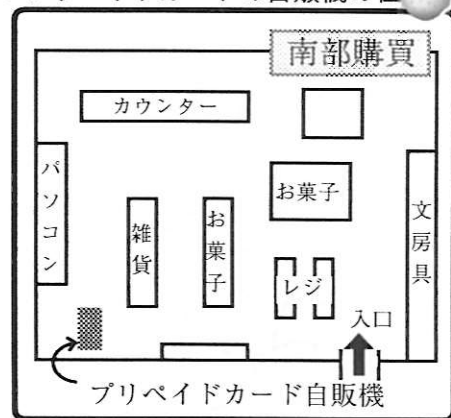 南部購買
カウンター
パソコン
お菓子
雑貨
お菓子
文房具
レジ
入口
プリペイドカード自販機